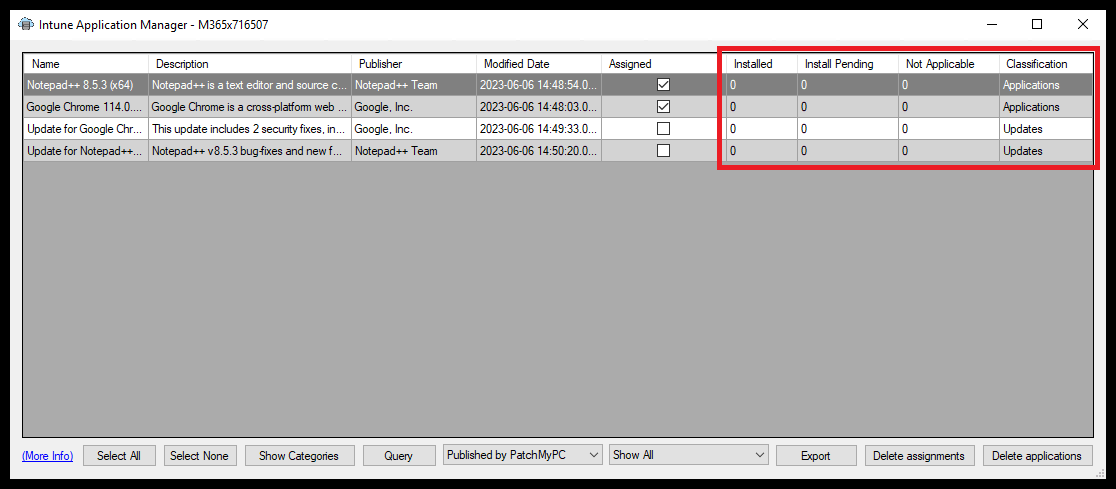 Intune Application Manager - M365x716507
Name Description Publisher Modified Date Assigned Installed Install Pending Not Applicable Classification
Notepad++ 8.5.3 (x64) Notepad++ is a text editor and source c... Notepad++ Team 2023-06-06 14:48:54.0... 0 0 0 Applications
Google Chrome 114.0.... Google Chrome is a cross-platform web ... Google, Inc. 2023-06-06 14:48:03.0... 0 0 0 Applications
Update for Google Chr... This update includes 2 security fixes, in... Google, Inc. 2023-06-06 14:49:33.0... 0 0 0 Updates
Update for Notepad++... Notepad++ v8.5.3 bug-fixes and new f... Notepad++ Team 2023-06-06 14:50:20.0... 0 0 0 Updates
(More Info) Select All Select None Show Categories Query Published by PatchMyPC Show All Export Delete assignments Delete applications